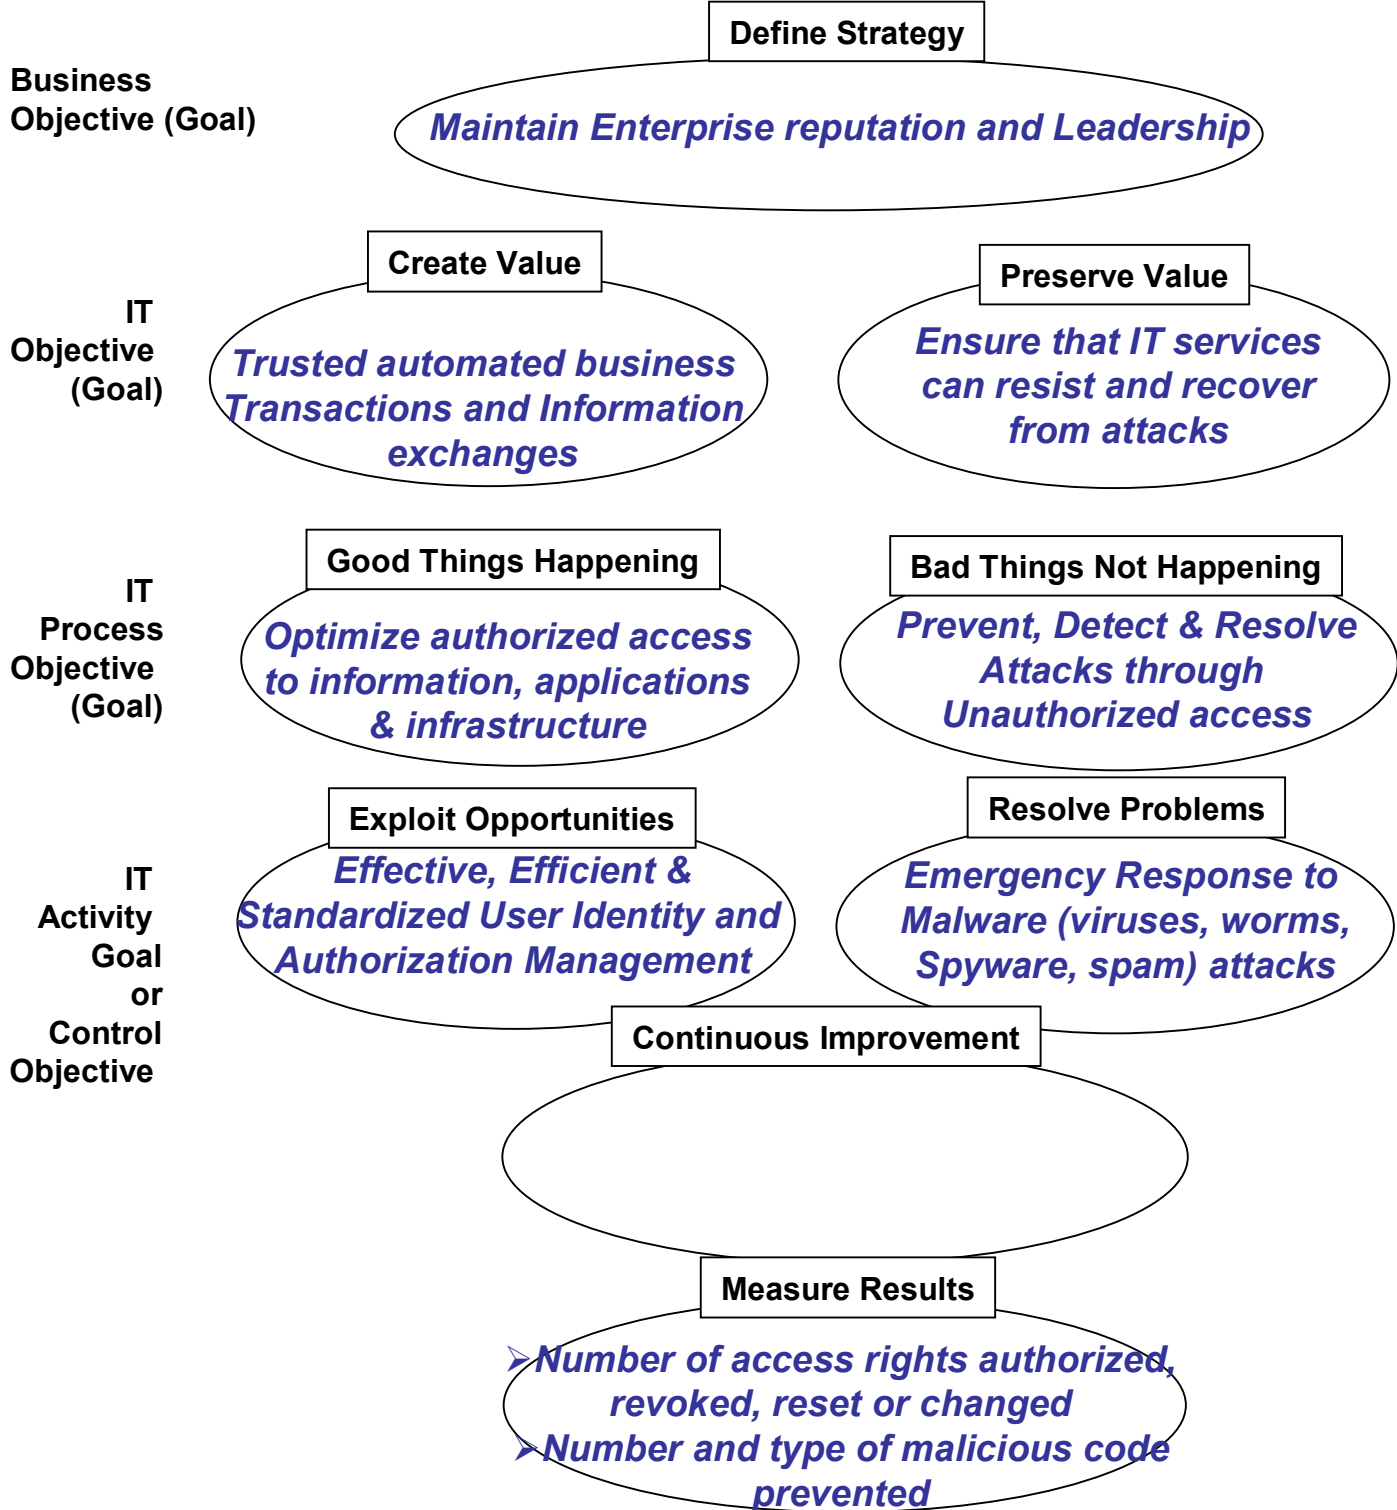 Define Strategy
Business
Objective (Goal)
Maintain Enterprise reputation and Leadership
Create Value
Preserve Value
IT
Objective
(Goal)
Trusted automated business
Transactions and Information
exchanges
Ensure that IT services
can resist and recover
from attacks
Good Things Happening
Bad Things Not Happening
IT
Process
Objective
(Goal)
Optimize authorized access
to information, applications
& infrastructure
Prevent, Detect & Resolve
Attacks through
Unauthorized access
Exploit Opportunities
Resolve Problems
IT
Activity
Goal
or
Control
Objective
Effective, Efficient &
Standardized User Identity and
Authorization Management
Emergency Response to
Malware (viruses, worms,
Spyware, spam) attacks
Continuous Improvement
Measure Results
➢Number of access rights authorized,
revoked, reset or changed
➢Number and type of malicious code
prevented